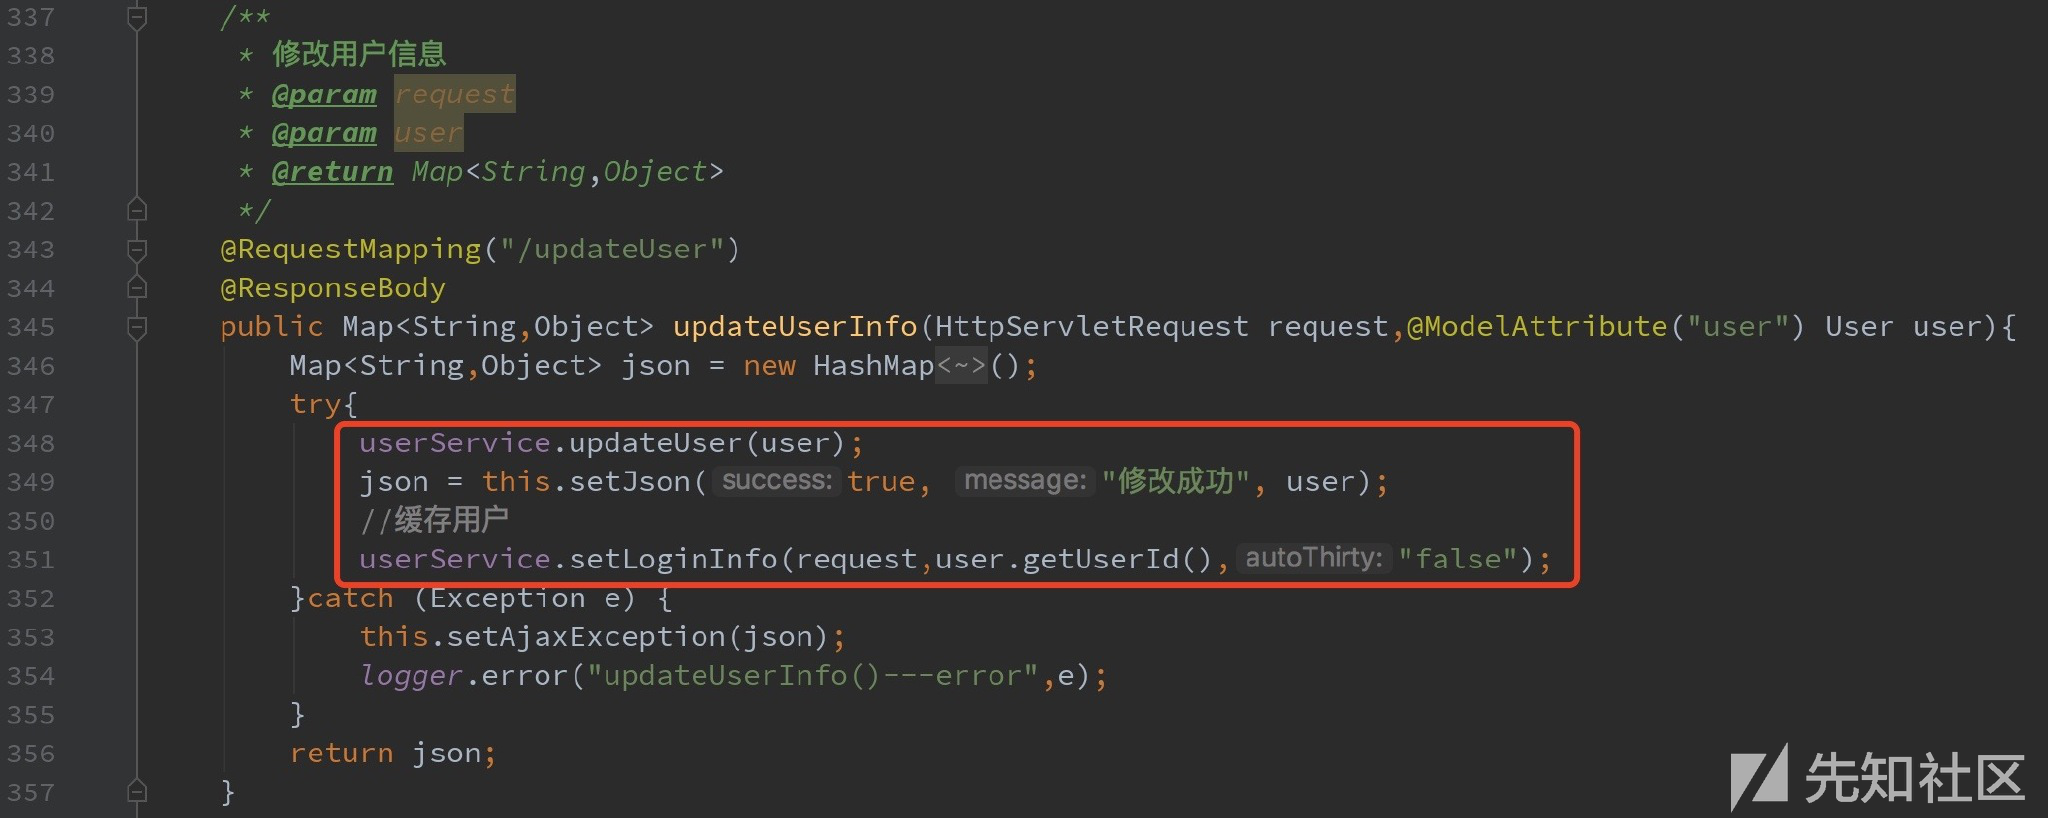 337 /**
338 * 修改用户信息
339 * @param request
340 * @param user
341 * @return Map<String,Object>
342 */
343 @RequestMapping("/updateUser")
344 @ResponseBody
345 public Map<String,Object> updateUserInfo(HttpServletRequest request,@ModelAttribute("user") User user){
346 Map<String,Object> json = new HashMap<~>();
347 try{
348 userService.updateUser(user);
349 json = this.setJson( success: true, message: "修改成功", user);
350 //缓存用户
351 userService.setLoginInfo(request,user.getUserId(), autoThirty: "false");
352 }catch (Exception e) {
353 this.setAjaxException(json);
354 logger.error("updateUserInfo()---error",e);
355 }
356 return json;
357 }
先知社区